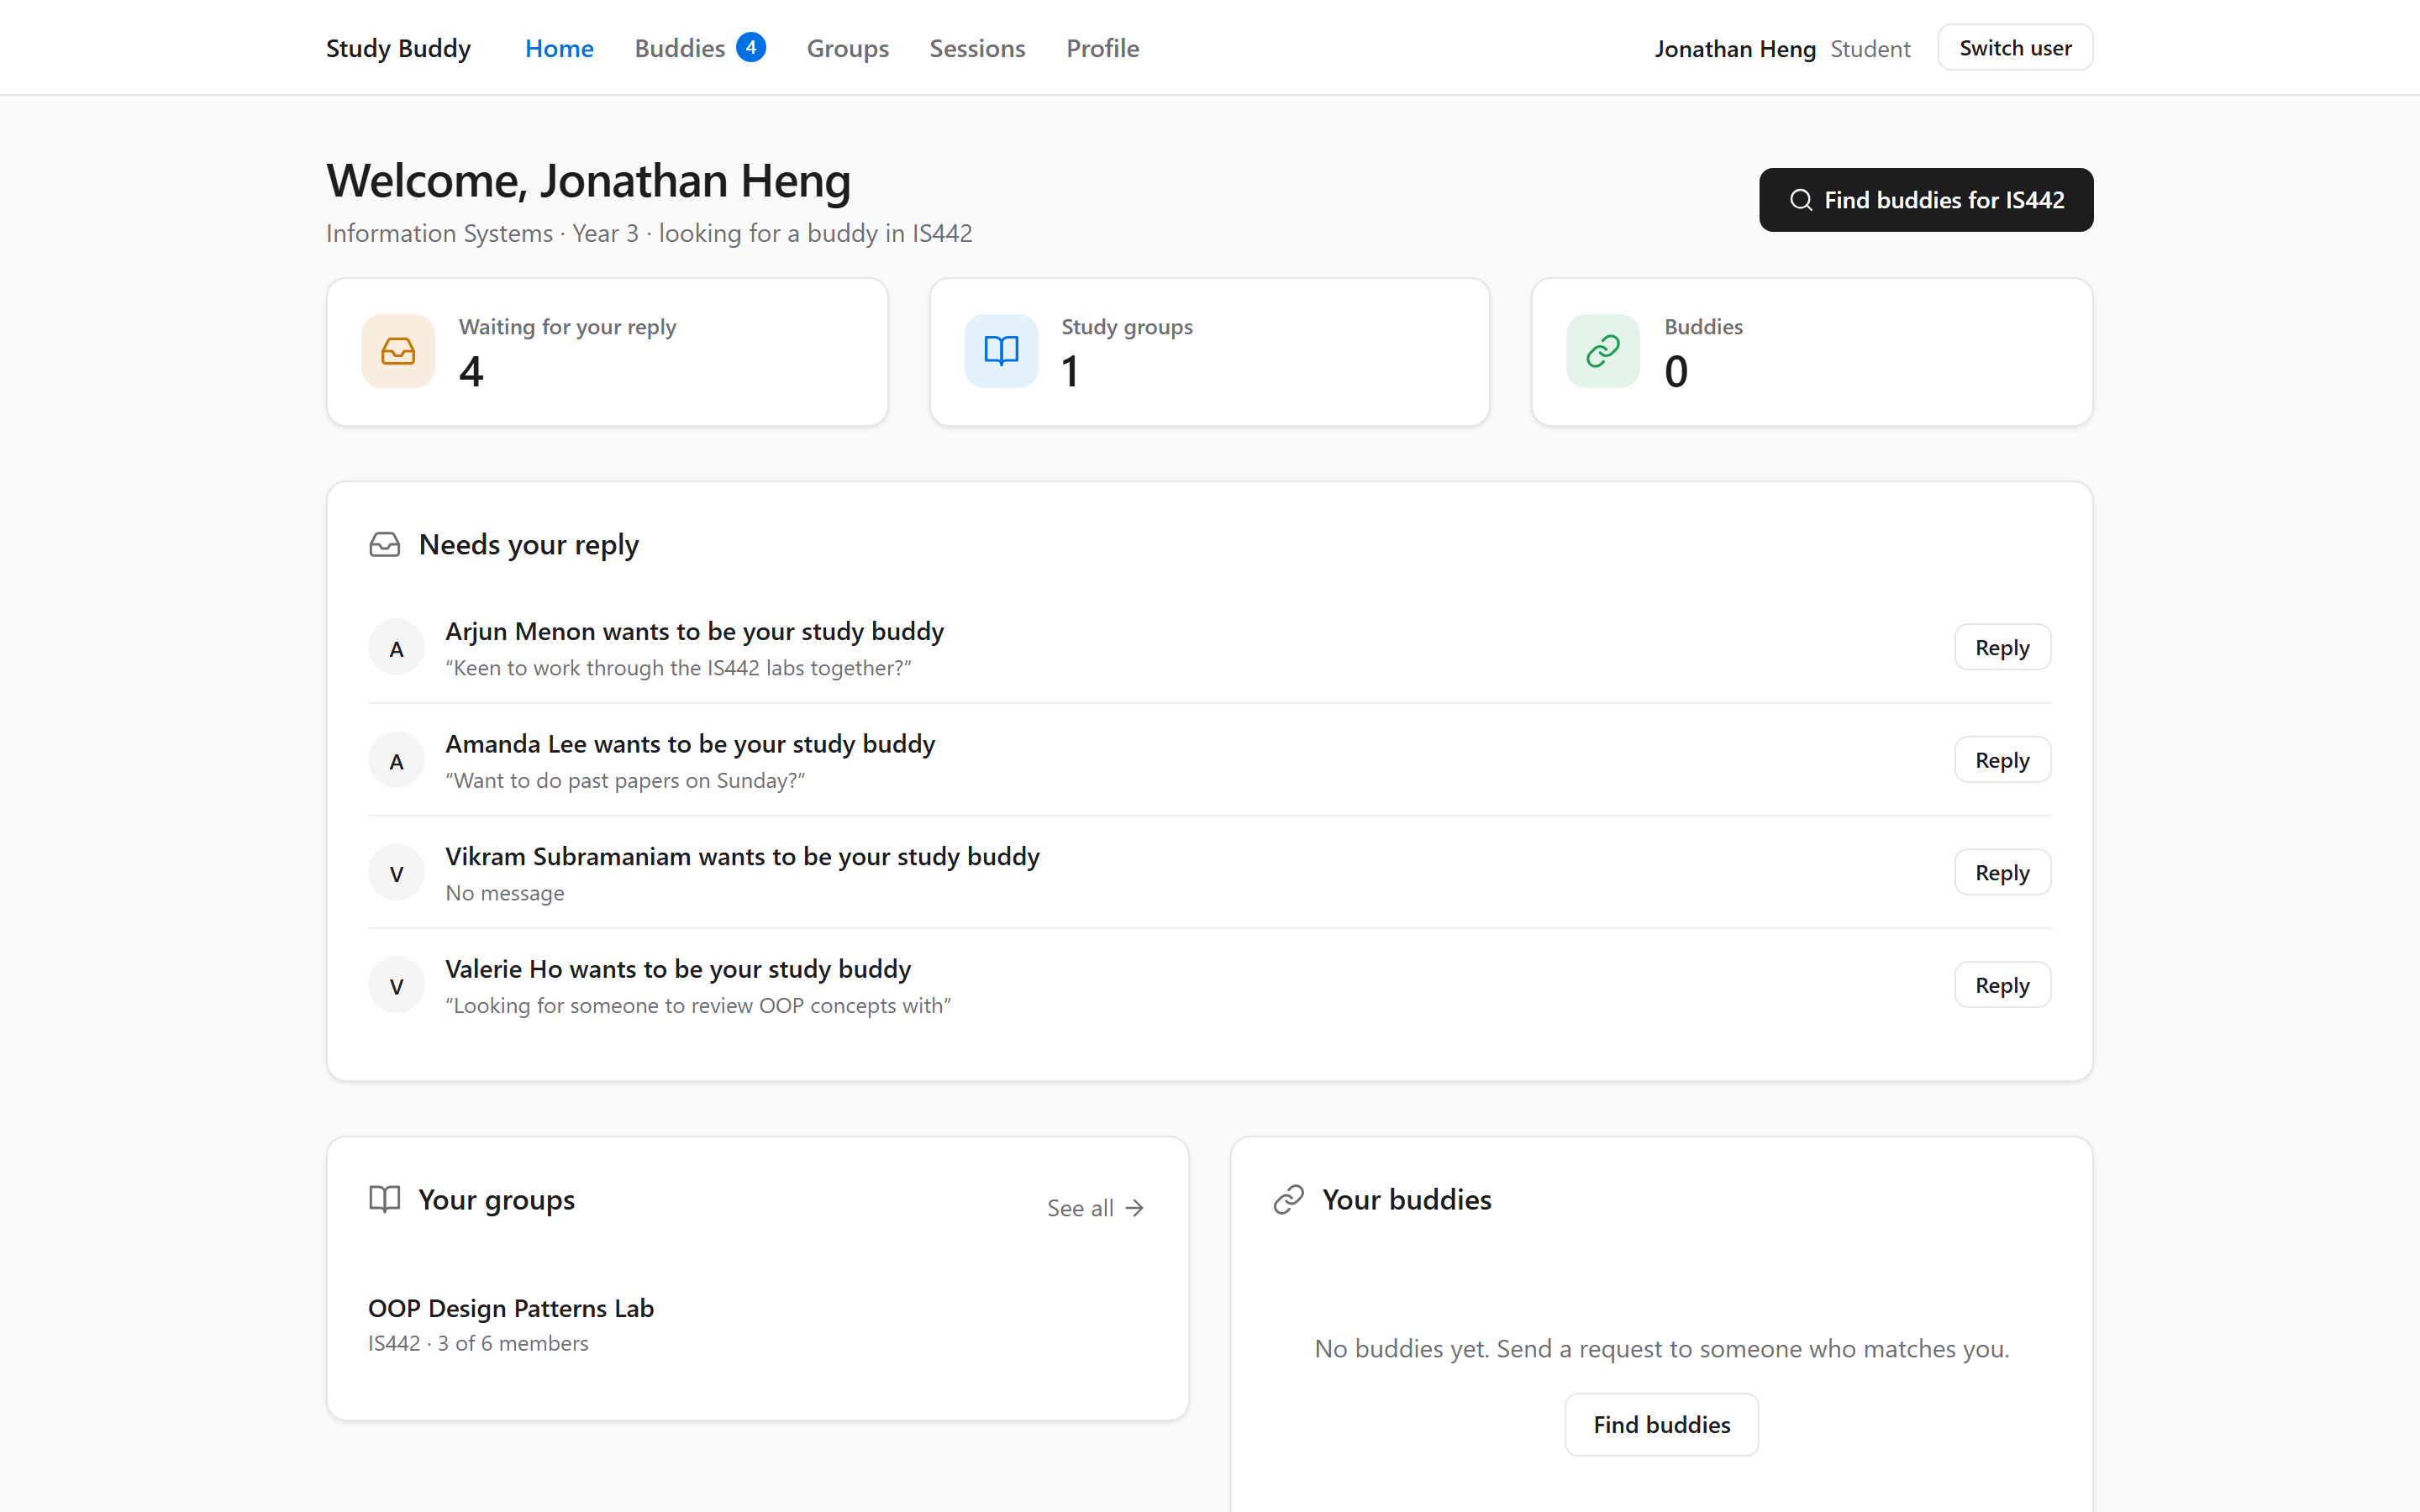 Study Buddy Home Buddies 4 Groups Sessions Profile Jonathan Heng Student Switch user
Welcome, Jonathan Heng
Find buddies for IS442
Information Systems · Year 3 · looking for a buddy in IS442
Waiting for your reply
4
Study groups
1
Buddies
0
Needs your reply
A
Arjun Menon wants to be your study buddy
“Keen to work through the IS442 labs together?”
Reply
A
Amanda Lee wants to be your study buddy
“Want to do past papers on Sunday?”
Reply
V
Vikram Subramaniam wants to be your study buddy
No message
Reply
V
Valerie Ho wants to be your study buddy
“Looking for someone to review OOP concepts with”
Reply
Your groups
See all
OOP Design Patterns Lab
IS442 · 3 of 6 members
Your buddies
No buddies yet. Send a request to someone who matches you.
Find buddies